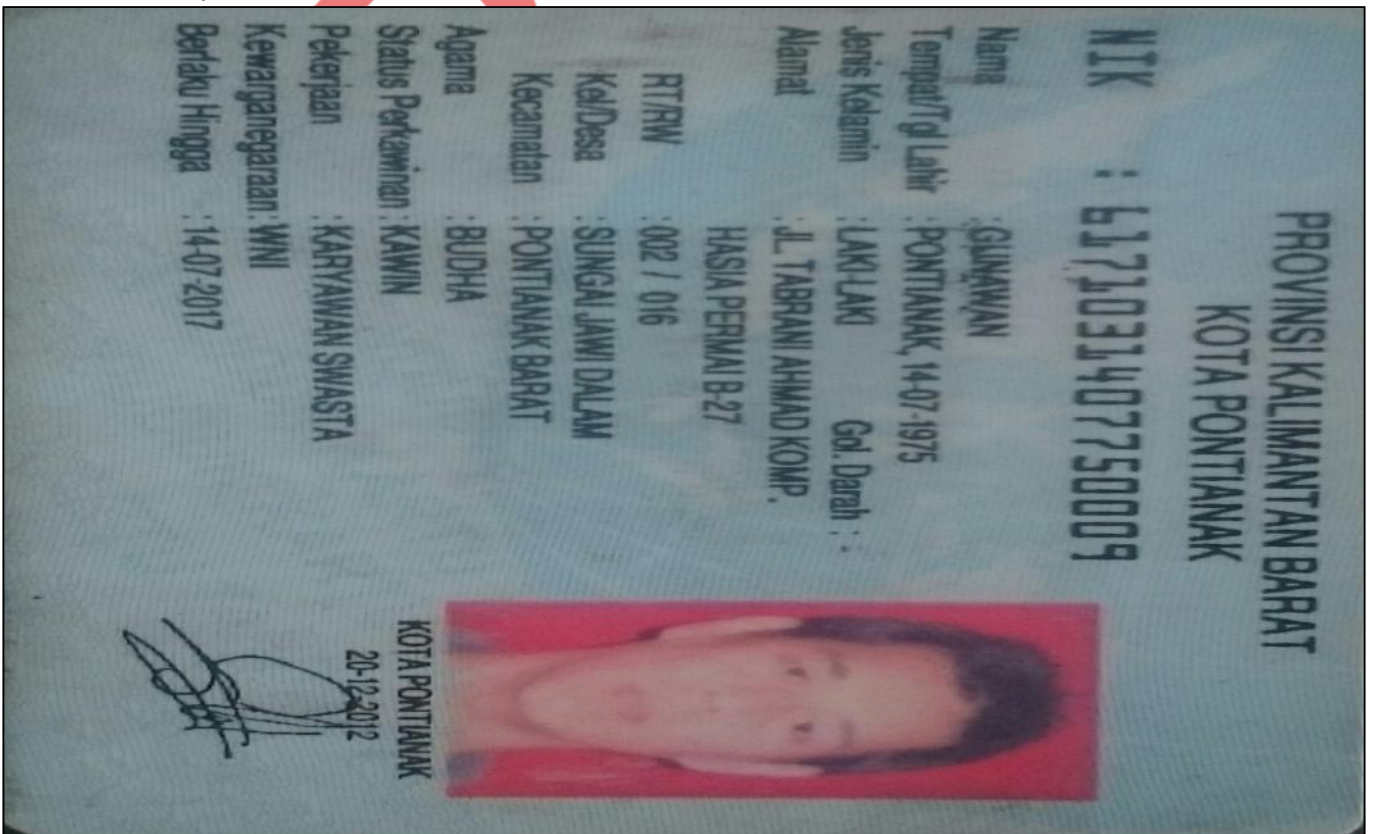 PROVINSI KALIMANTAN BARAT
KOTA PONTIANAK
NIK : 6171031407750009
Nama : GUNAWAN
Tempat/Tgl Lahir : PONTIANAK, 14-07-1975
Jenis Kelamin : LAKI-LAKI Gol. Darah : -
Alamat : JL. TABRANI AHMAD KOMP.
HASIA PERMAI B-27
RT/RW : 002 / 016
Kel/Desa : SUNGAI JAWI DALAM
Kecamatan : PONTIANAK BARAT
Agama : BUDHA
Status Perkawinan : KAWIN
Pekerjaan : KARYAWAN SWASTA
Kewarganegaraan : WNI
Berlaku Hingga : 14-07-2017
KOTA PONTIANAK
20-12-2012